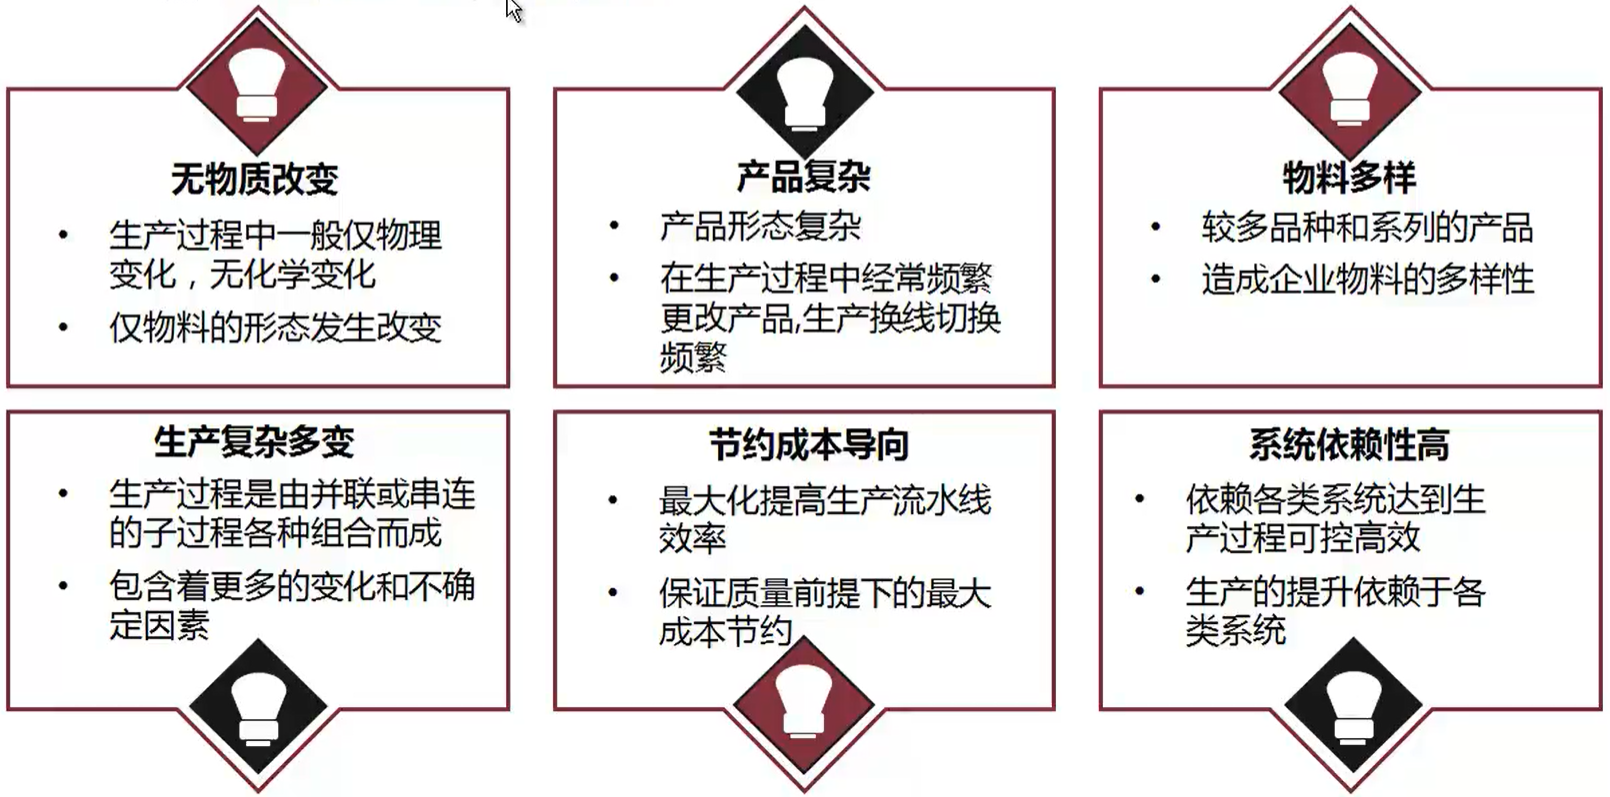 无物质改变
• 生产过程中一般仅物理
变化，无化学变化
• 仅物料的形态发生改变
产品复杂
• 产品形态复杂
• 在生产过程中经常频繁
更改产品,生产换线切换
频繁
物料多样
• 较多品种和系列的产品
• 造成企业物料的多样性
生产复杂多变
• 生产过程是由并联或串连
的子过程各种组合而成
• 包含着更多的变化和不确
定因素
节约成本导向
• 最大化提高生产流水线
效率
• 保证质量前提下的最大
成本节约
系统依赖性高
• 依赖各类系统达到生
产过程可控高效
• 生产的提升依赖于各
类系统